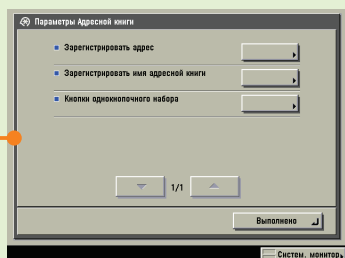 Параметры Адресной книги
Зарегистрировать адрес
Зарегистрировать имя адресной книги
Кнопки однокнопочного набора
1/1
Выполнено
Систем. монитор